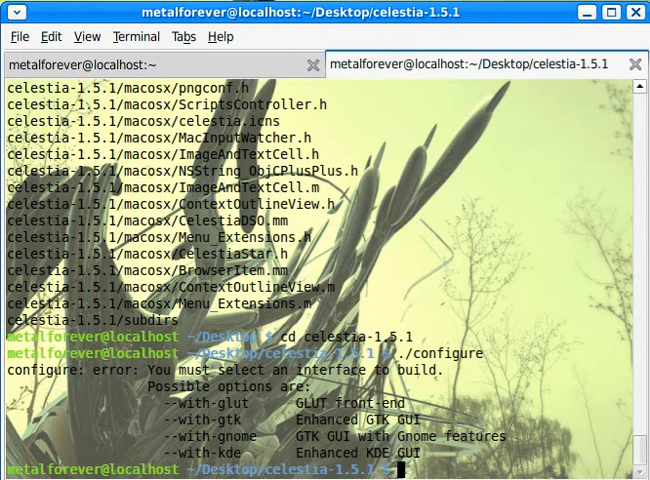 metalforever@localhost:~/Desktop/celestia-1.5.1
File Edit View Terminal Tabs Help
metalforever@localhost:~ metalforever@localhost:~/Desktop/celestia-1.5.1
celestia-1.5.1/macosx/pngconf.h
celestia-1.5.1/macosx/ScriptsController.h
celestia-1.5.1/macosx/celestia.icns
celestia-1.5.1/macosx/MacInputWatcher.h
celestia-1.5.1/macosx/ImageAndTextCell.h
celestia-1.5.1/macosx/NSString_ObjCPlusPlus.h
celestia-1.5.1/macosx/ImageAndTextCell.m
celestia-1.5.1/macosx/ContextOutlineView.h
celestia-1.5.1/macosx/CelestiaDSO.mm
celestia-1.5.1/macosx/Menu_Extensions.h
celestia-1.5.1/macosx/CelestiaStar.h
celestia-1.5.1/macosx/BrowserItem.mm
celestia-1.5.1/macosx/ContextOutlineView.m
celestia-1.5.1/macosx/Menu_Extensions.m
celestia-1.5.1/subdirs
metalforever@localhost ~/Desktop $ cd celestia-1.5.1
metalforever@localhost ~/Desktop/celestia-1.5.1 $ ./configure
configure: error: You must select an interface to build.
Possible options are:
--with-glut GLUT front-end
--with-gtk Enhanced GTK GUI
--with-gnome GTK GUI with Gnome features
--with-kde Enhanced KDE GUI
metalforever@localhost ~/Desktop/celestia-1.5.1 $